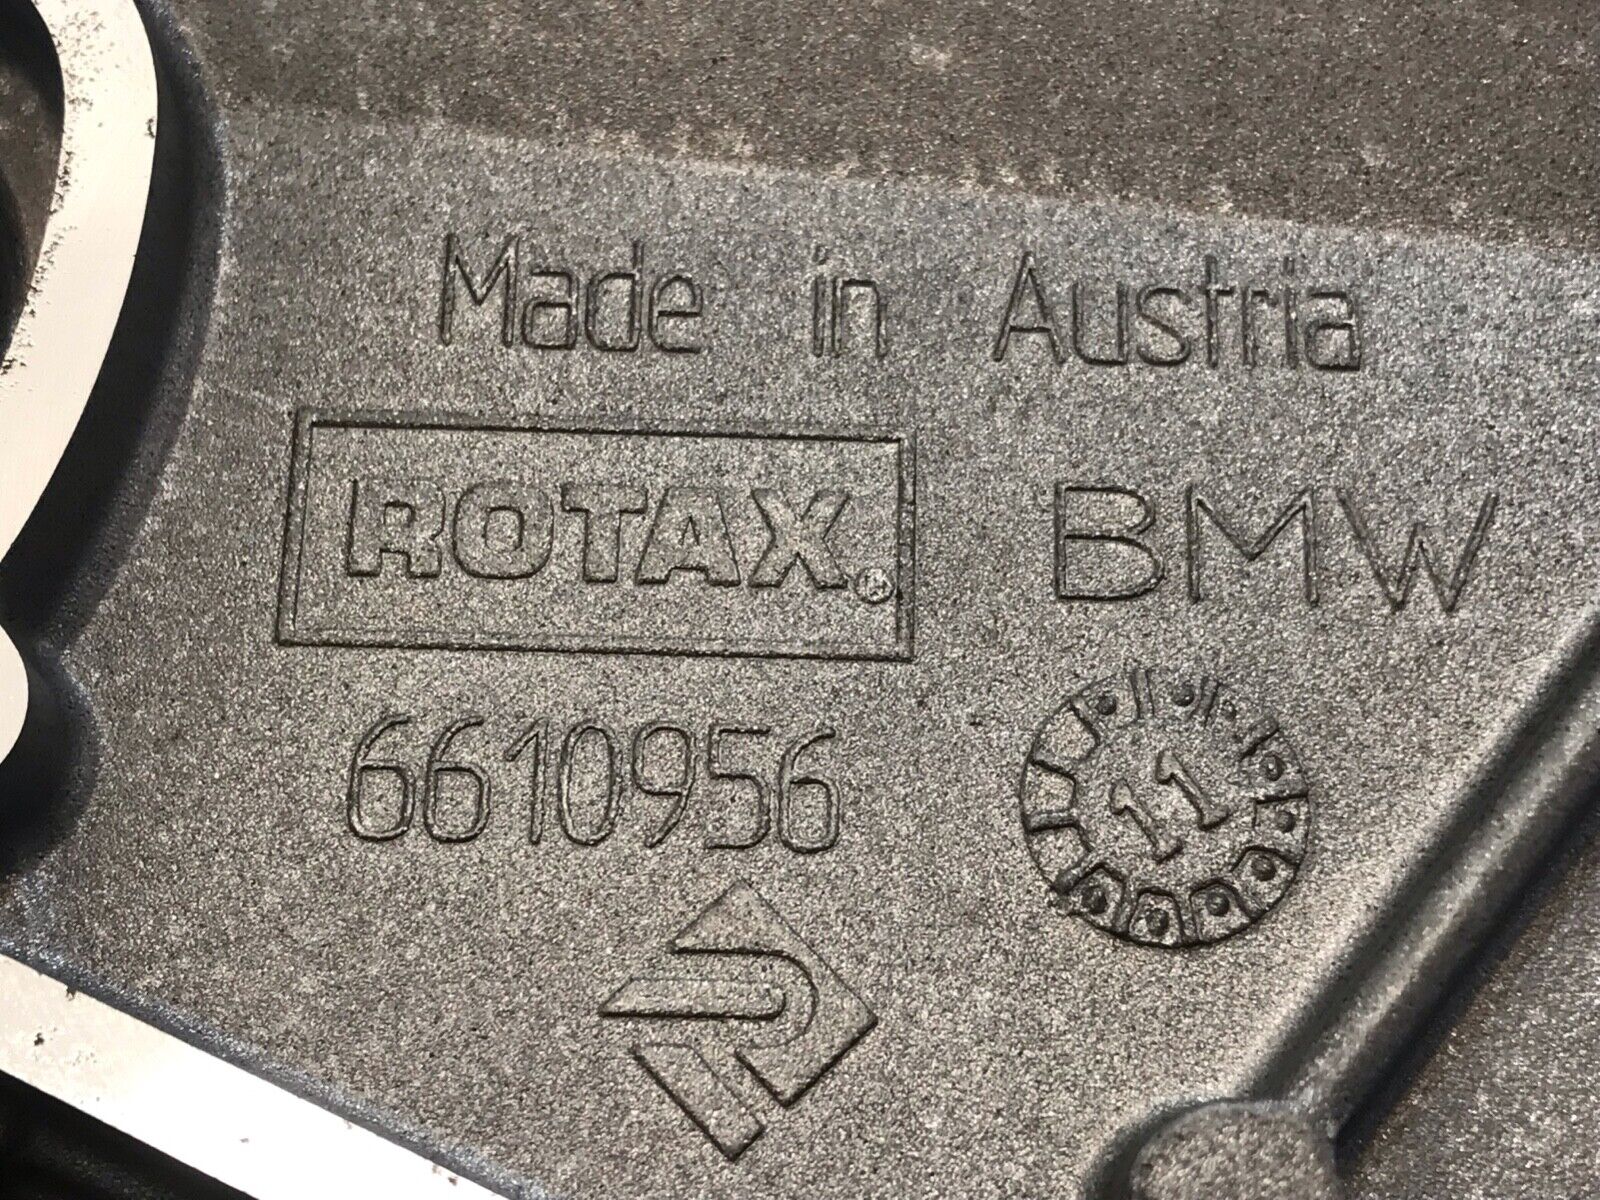 Made in Austria
ROTAX® BMW
6610956
11